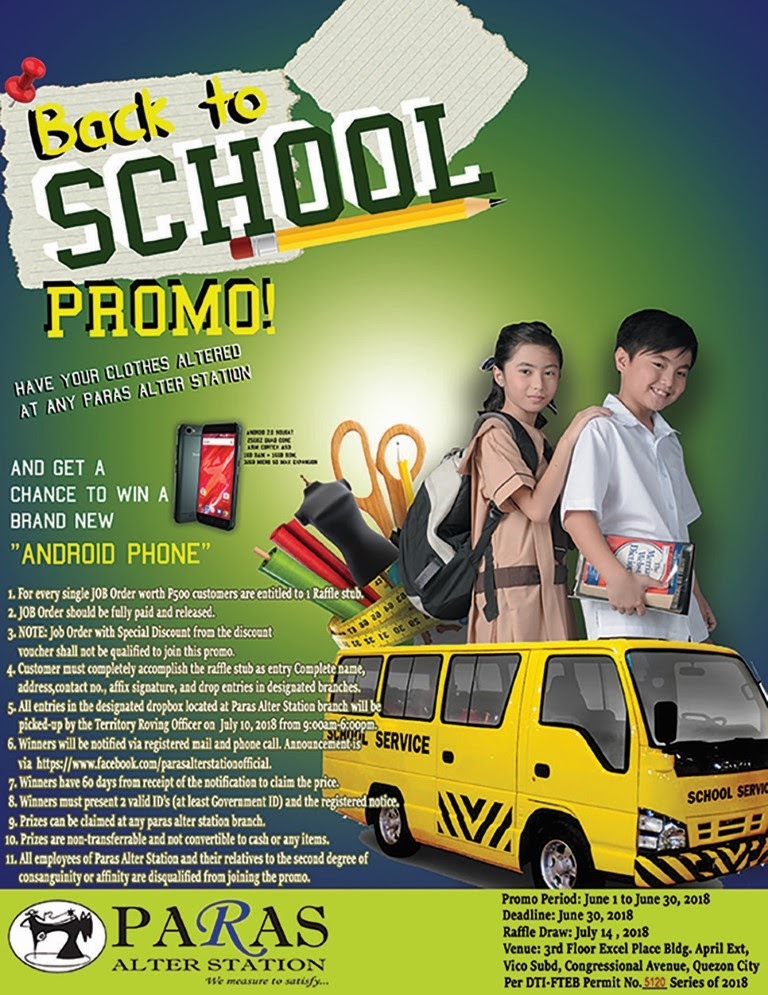 Back to
SCHOOL
PROMO!
HAVE YOUR CLOTHES ALTERED
AT ANY PARAS ALTER STATION
AND GET A
CHANCE TO WIN A
BRAND NEW
"ANDROID PHONE"
1. For every single JOB Order worth P500 customers are entitled to 1 Raffle stub.
2. JOB Order should be fully paid and released.
3. NOTE: Job Order with Special Discount from the discount
voucher shall not be qualified to join this promo.
4. Customer must completely accomplish the raffle stub as entry Complete name,
address,contact no., affix signature, and drop entries in designated branches.
5. All entries in the designated dropbox located at Paras Alter Station branch will be
picked-up by the Territory Roving Officer on July 10, 2018 from 9:00am-6:00pm.
6. Winners will be notified via registered mail and phone call. Announcement is
via https://www.facebook.com/parasalterstationofficial.
7. Winners have 60 days from receipt of the notification to claim the price.
8. Winners must present 2 valid ID's (at least Government ID) and the registered notice.
9. Prizes can be claimed at any paras alter station branch.
10. Prizes are non-transferrable and not convertible to cash or any items.
11. All employees of Paras Alter Station and their relatives to the second degree of
consanguinity or affinity are disqualified from joining the promo.
The
Merriam
Webster
Dictionary
SCHOOL SERVICE
SCHOOL SERVIC
PARAS
ALTER STATION
We measure to satisfy...
Promo Period: June 1 to June 30, 2018
Deadline: June 30, 2018
Raffle Draw: July 14 , 2018
Venue: 3rd Floor Excel Place Bldg. April Ext,
Vico Subd, Congressional Avenue, Quezon City
Per DTI-FTEB Permit No. 5120 Series of 2018